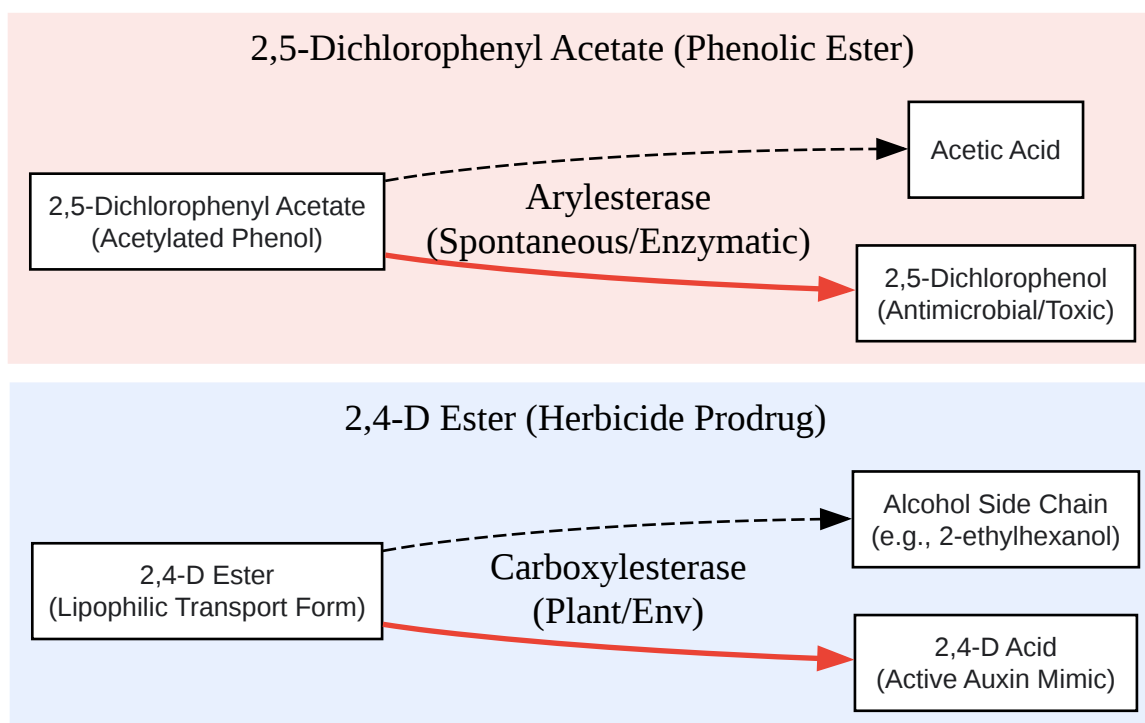 2,5-Dichlorophenyl Acetate (Phenolic Ester)
Acetic Acid
2,5-Dichlorophenyl Acetate
(Acetylated Phenol)
Arylesterase
(Spontaneous/Enzymatic)
2,5-Dichlorophenol
(Antimicrobial/Toxic)
2,4-D Ester (Herbicide Prodrug)
Alcohol Side Chain
(e.g., 2-ethylhexanol)
2,4-D Ester
(Lipophilic Transport Form)
Carboxylesterase
(Plant/Env)
2,4-D Acid
(Active Auxin Mimic)